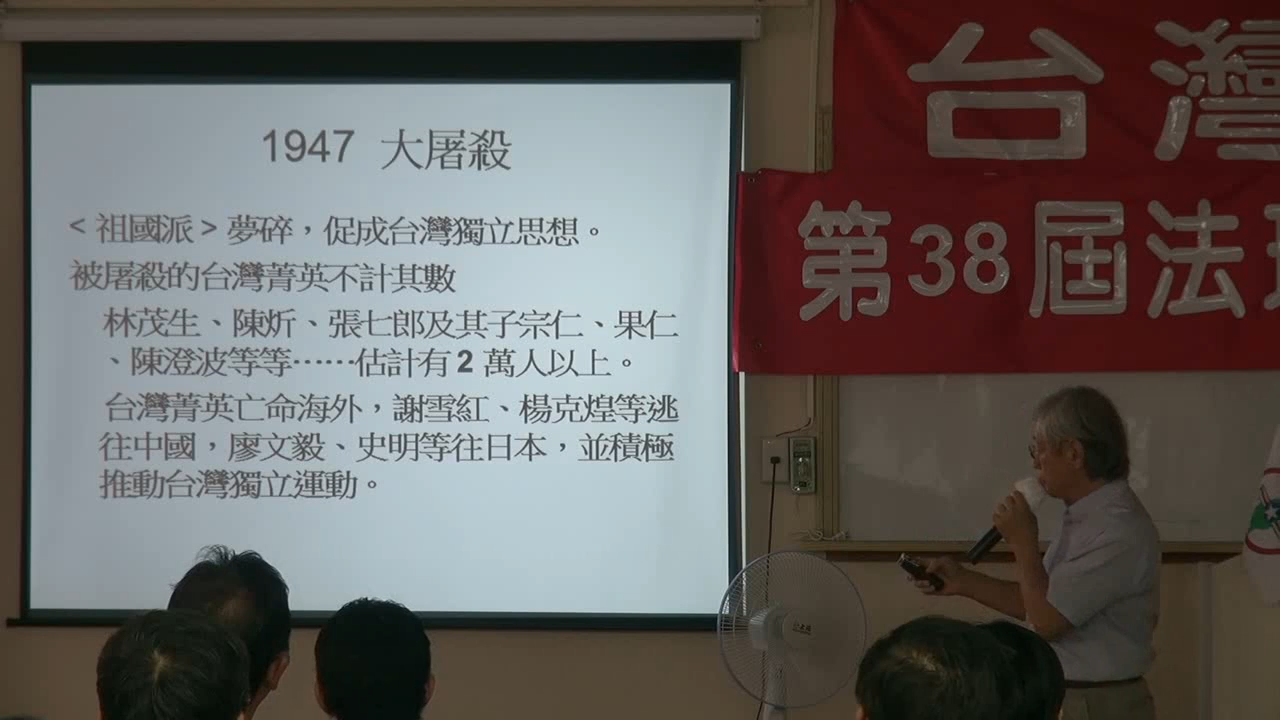 1947 大屠殺
< 祖國派 > 夢碎，促成台灣獨立思想。
被屠殺的台灣菁英不計其數
林茂生、陳炘、張七郎及其子宗仁、果仁
、陳澄波等等……估計有 2 萬人以上。
台灣菁英亡命海外，謝雪紅、楊克煌等逃
往中國，廖文毅、史明等往日本，並積極
推動台灣獨立運動。
台灣
第38屆法